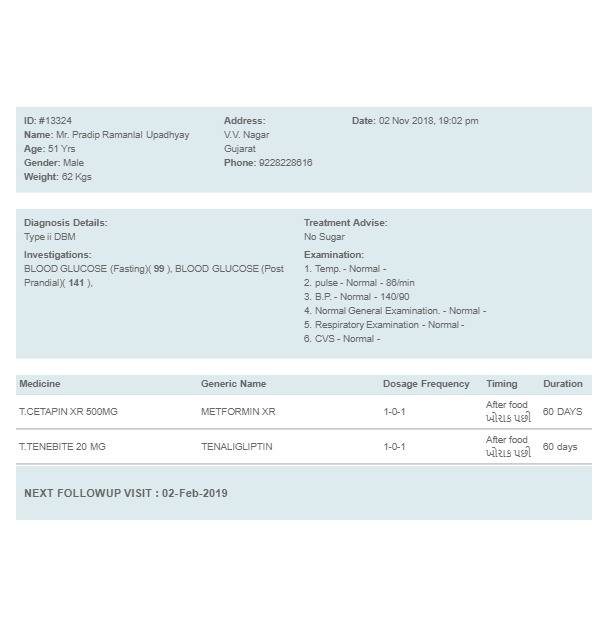 ID: #13324
Name: Mr. Pradip Ramanlal Upadhyay
Age: 51 Yrs
Gender: Male
Weight: 62 Kgs
Address:
V.V. Nagar
Gujarat
Phone: 9228228616
Date: 02 Nov 2018, 19:02 pm
Diagnosis Details:
Type ii DBM
Investigations:
BLOOD GLUCOSE (Fasting)( 99 ), BLOOD GLUCOSE (Post
Prandial)( 141 ),
Treatment Advise:
No Sugar
Examination:
1. Temp. - Normal -
2. pulse - Normal - 86/min
3. B.P. - Normal - 140/90
4. Normal General Examination. - Normal -
5. Respiratory Examination - Normal -
6. CVS - Normal -
Medicine Generic Name Dosage Frequency Timing Duration
T.CETAPIN XR 500MG METFORMIN XR 1-0-1 After food 60 DAYS
ખોરાક પછી
T.TENEBITE 20 MG TENALIGLIPTIN 1-0-1 After food 60 days
ખોરાક પછી
NEXT FOLLOWUP VISIT : 02-Feb-2019